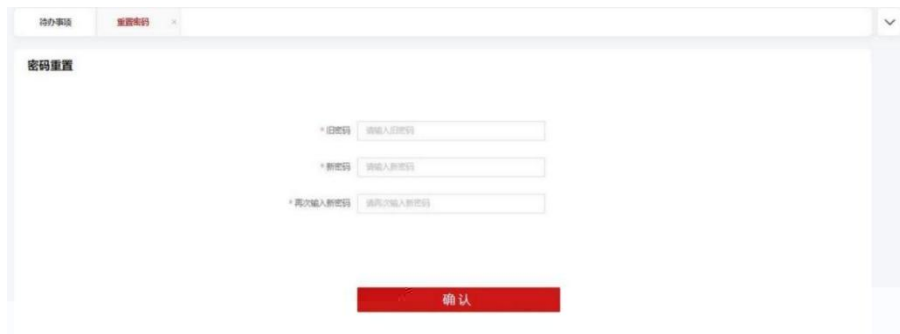 待办事项 重置密码 ×
密码重置
* 旧密码 请输入旧密码
* 新密码 请输入新密码
* 再次输入新密码 请再次输入新密码
确认